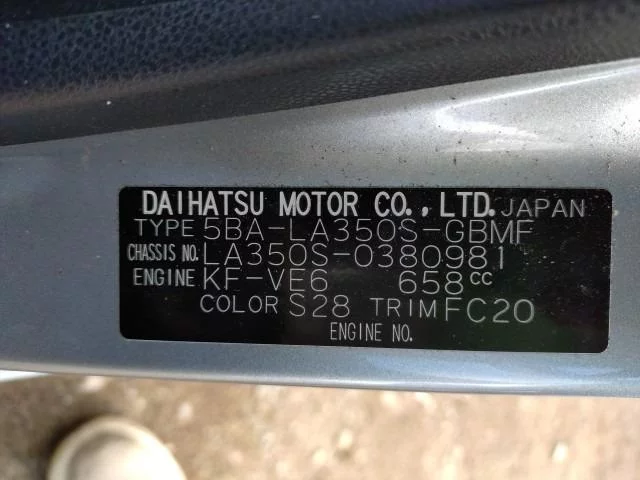 DAIHATSU MOTOR CO., LTD. JAPAN
TYPE 5BA-LA350S-GBMF
CHASSIS NO. LA350S-0380981
ENGINE KF-VE6 658CC
COLOR S28 TRIM FC20
ENGINE NO.